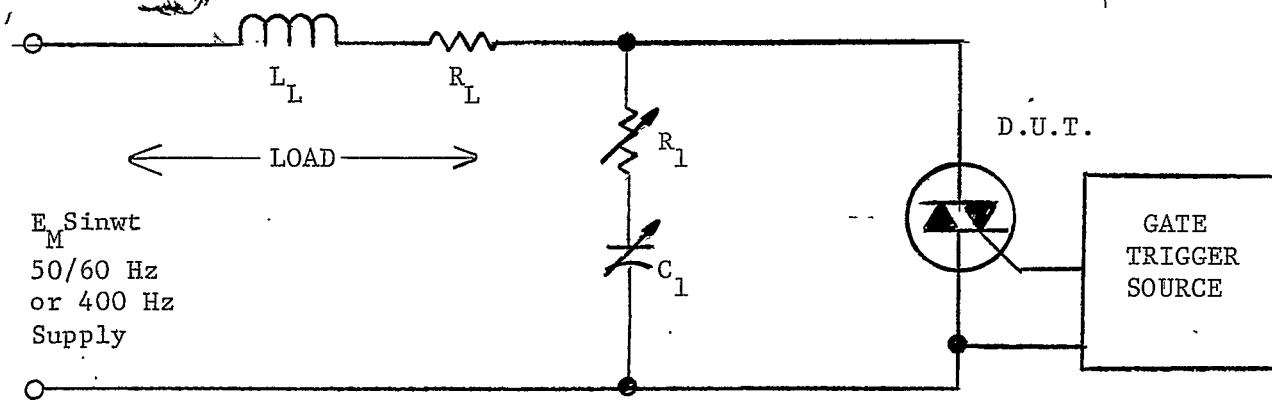 L_L
R_L
D.U.T.
R_1
LOAD
E_M Sinwt
50/60 Hz
or 400 Hz
Supply
C_1
GATE
TRIGGER
SOURCE